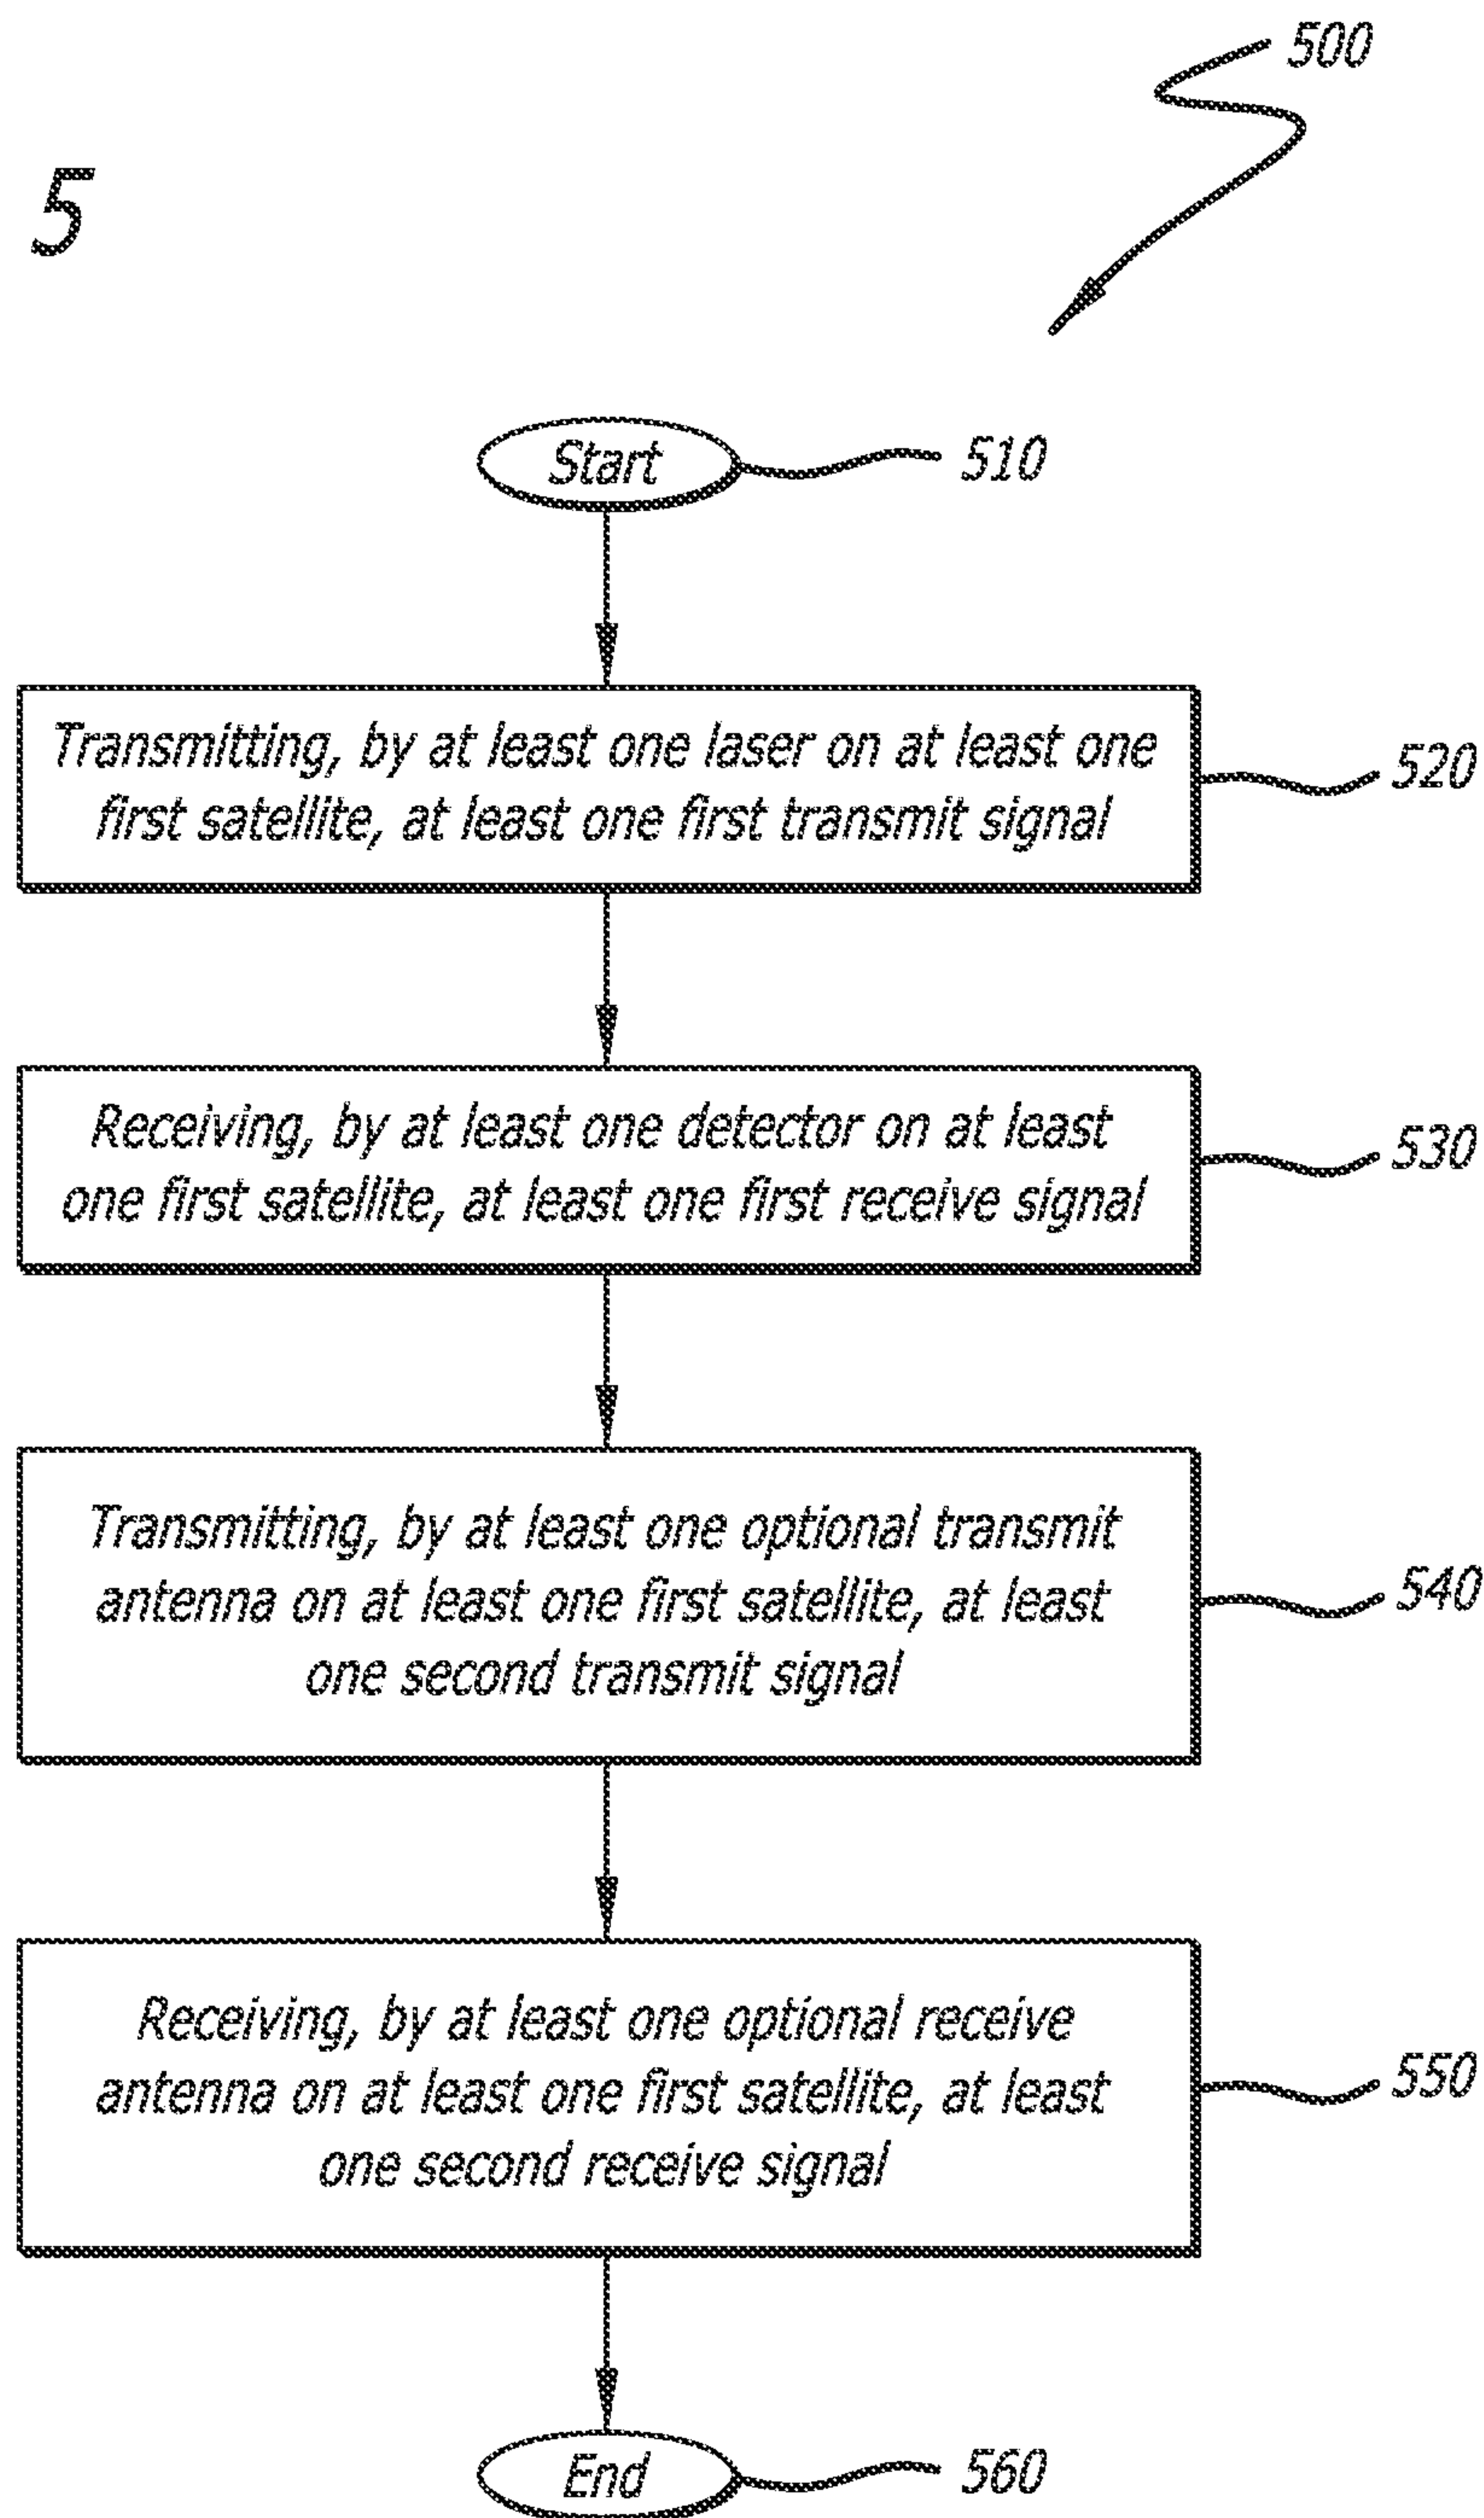 500
5
Start
510
Transmitting, by at least one laser on at least one
first satellite, at least one first transmit signal
520
Receiving, by at least one detector on at least
one first satellite, at least one first receive signal
530
Transmitting, by at least one optional transmit
antenna on at least one first satellite, at least
one second transmit signal
540
Receiving, by at least one optional receive
antenna on at least one first satellite, at least
one second receive signal
550
End
560